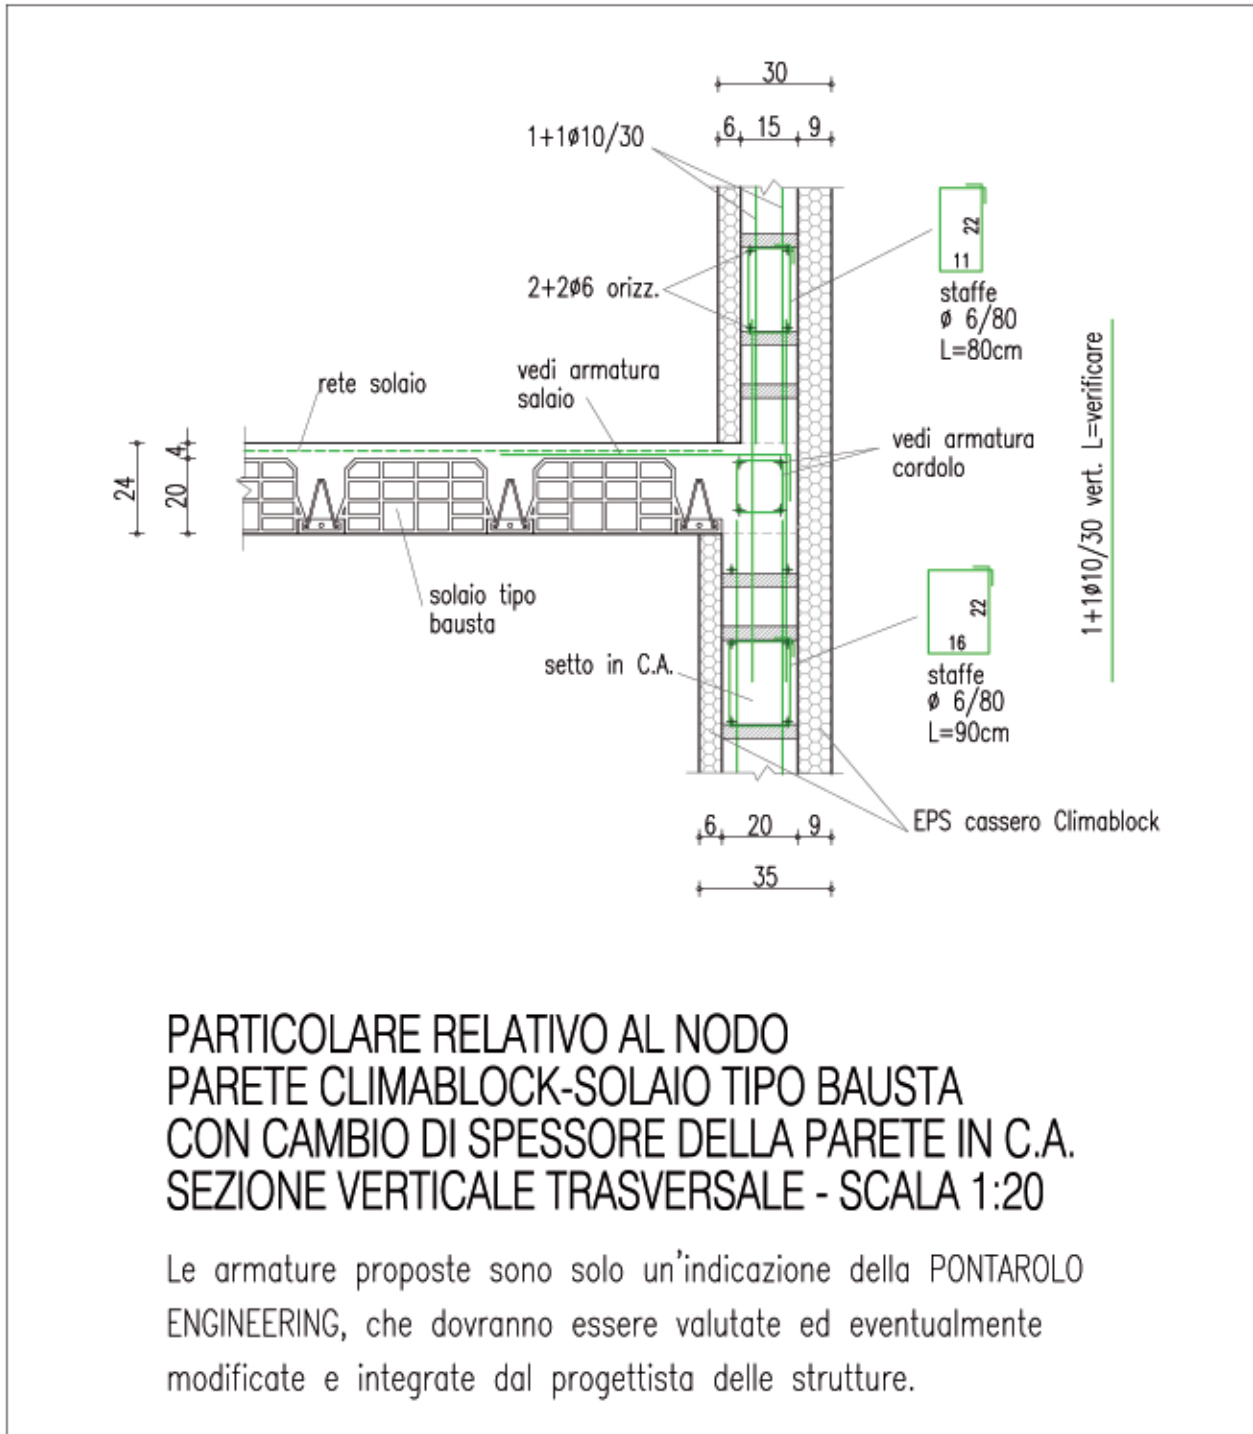 30
6 15 9
1+1ø10/30
22
11
2+2ø6 orizz.
staffe
ø 6/80
L=80cm
rete solaio
vedi armatura
salaio
vedi armatura
cordolo
1+1ø10/30 vert. L=verificare
4
24
20
solaio tipo
bausta
22
16
setto in C.A.
staffe
ø 6/80
L=90cm
EPS cassero Climablock
6 20 9
35
PARTICOLARE RELATIVO AL NODO
PARETE CLIMABLOCK-SOLAIO TIPO BAUSTA
CON CAMBIO DI SPESSORE DELLA PARETE IN C.A.
SEZIONE VERTICALE TRASVERSALE - SCALA 1:20
Le armature proposte sono solo un'indicazione della PONTAROLO
ENGINEERING, che dovranno essere valutate ed eventualmente
modificate e integrate dal progettista delle strutture.